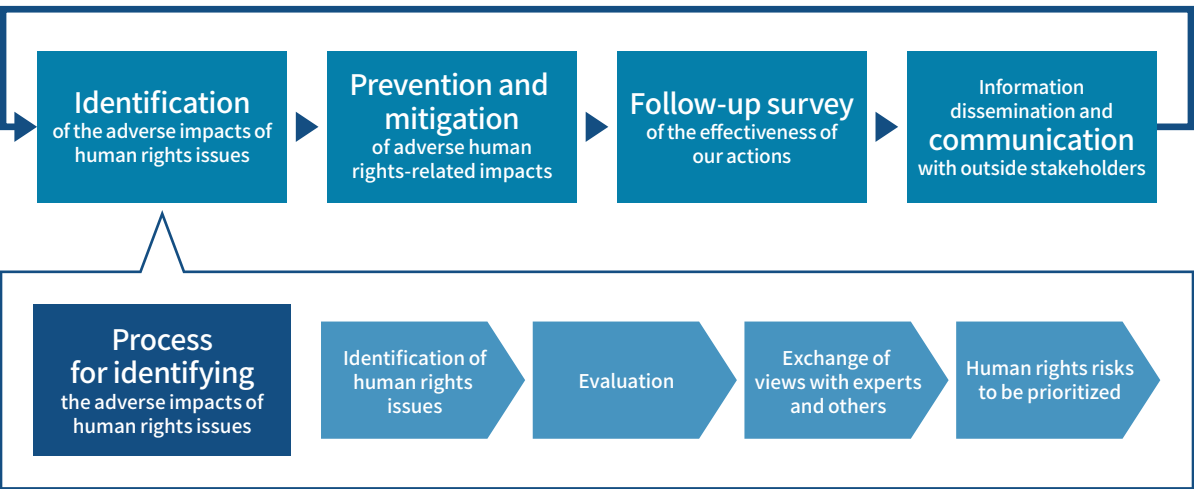 Identification
of the adverse impacts of
human rights issues
Prevention and
mitigation
of adverse human
rights-related impacts
Follow-up survey
of the effectiveness of
our actions
Information
dissemination and
communication
with outside stakeholders
Process
for identifying
the adverse impacts of
human rights issues
Identification of
human rights
issues
Evaluation
Exchange of
views with experts
and others
Human rights risks
to be prioritized